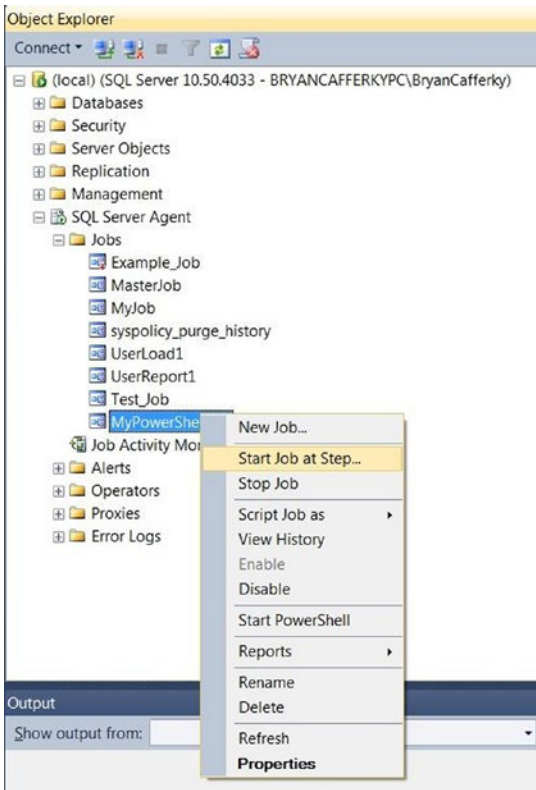 Object Explorer
Connect
(local) (SQL Server 10.50.4033 - BRYANCAFFERKYPC\BryanCafferky)
Databases
Security
Server Objects
Replication
Management
SQL Server Agent
Jobs
Example_Job
MasterJob
MyJob
syspolicy_purge_history
UserLoad1
UserReport1
Test_Job
MyPowerShe
Job Activity Mo
Alerts
Operators
Proxies
Error Logs
New Job...
Start Job at Step...
Stop Job
Script Job as
View History
Enable
Disable
Start PowerShell
Reports
Rename
Delete
Refresh
Properties
Output
Show output from: